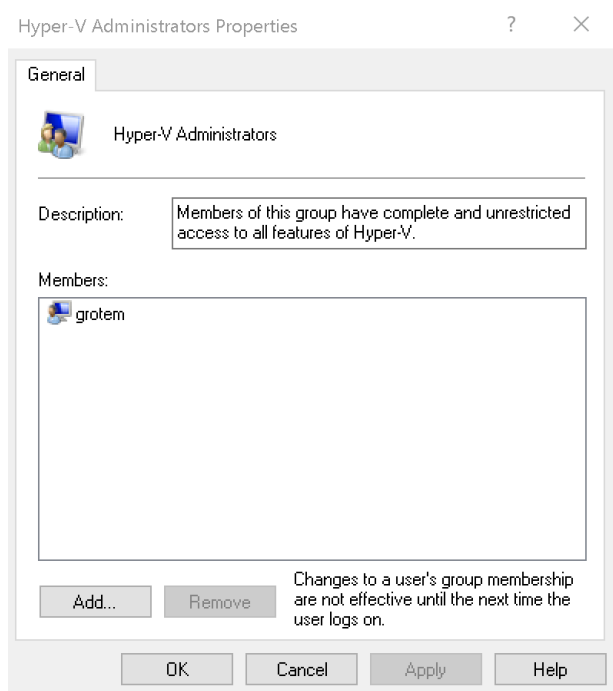 Hyper-V Administrators Properties
?
General
Hyper-V Administrators
Description:
Members of this group have complete and unrestricted
access to all features of Hyper-V.
Members:
grotem
Add...
Remove
Changes to a user's group membership
are not effective until the next time the
user logs on.
OK
Cancel
Apply
Help